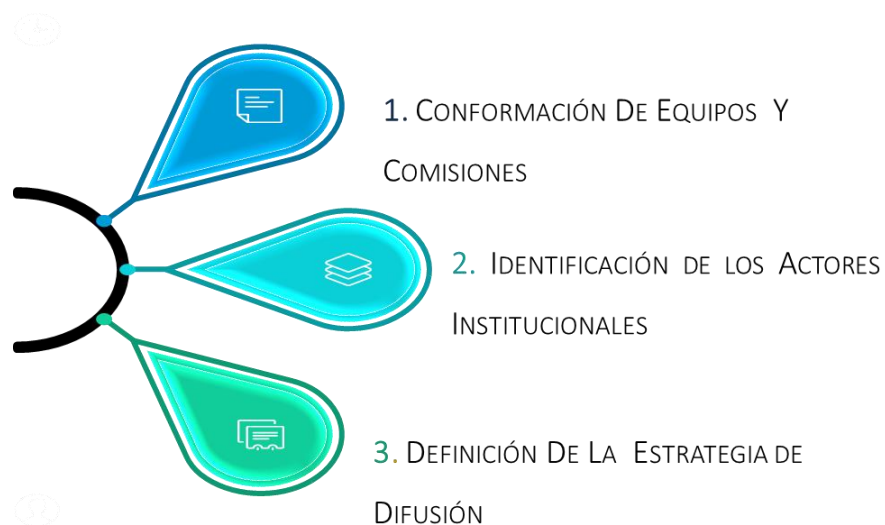 1. Conformación De Equipos Y
Comisiones
2. Identificación de los Actores
Institucionales
3. Definición De La Estrategia de
Difusión